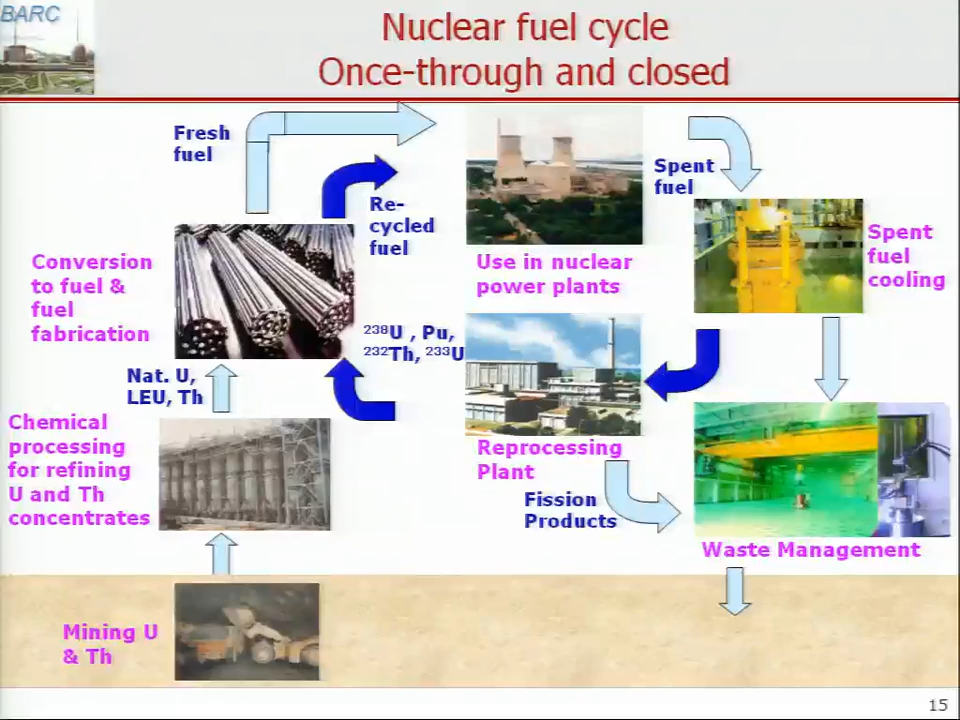 BARC
Nuclear fuel cycle
Once-through and closed
Fresh
fuel
Re-
cycled
fuel
Spent
fuel
Spent
fuel
cooling
Conversion
to fuel &
fuel
fabrication
Use in nuclear
power plants
²³⁸U , Pu,
²³²Th, ²³³U
Nat. U,
LEU, Th
Chemical
processing
for refining
U and Th
concentrates
Reprocessing
Plant
Fission
Products
Waste Management
Mining U
& Th
15